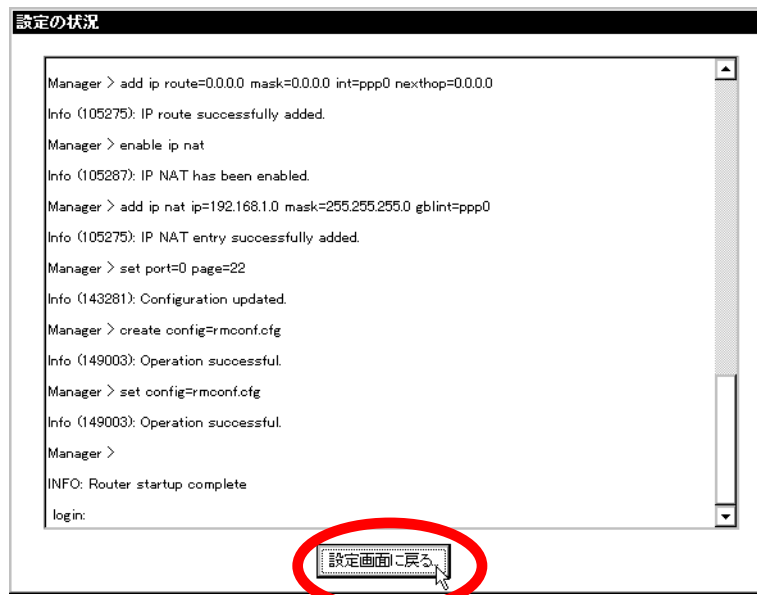 設定の状況
Manager > add ip route=0.0.0.0 mask=0.0.0.0 int=ppp0 nexthop=0.0.0.0
Info (105275): IP route successfully added.
Manager > enable ip nat
Info (105287): IP NAT has been enabled.
Manager > add ip nat ip=192.168.1.0 mask=255.255.255.0 gblint=ppp0
Info (105275): IP NAT entry successfully added.
Manager > set port=0 page=22
Info (143281): Configuration updated.
Manager > create config=rmconf.cfg
Info (149003): Operation successful.
Manager > set config=rmconf.cfg
Info (149003): Operation successful.
Manager >
INFO: Router startup complete
login:
設定画面に戻る